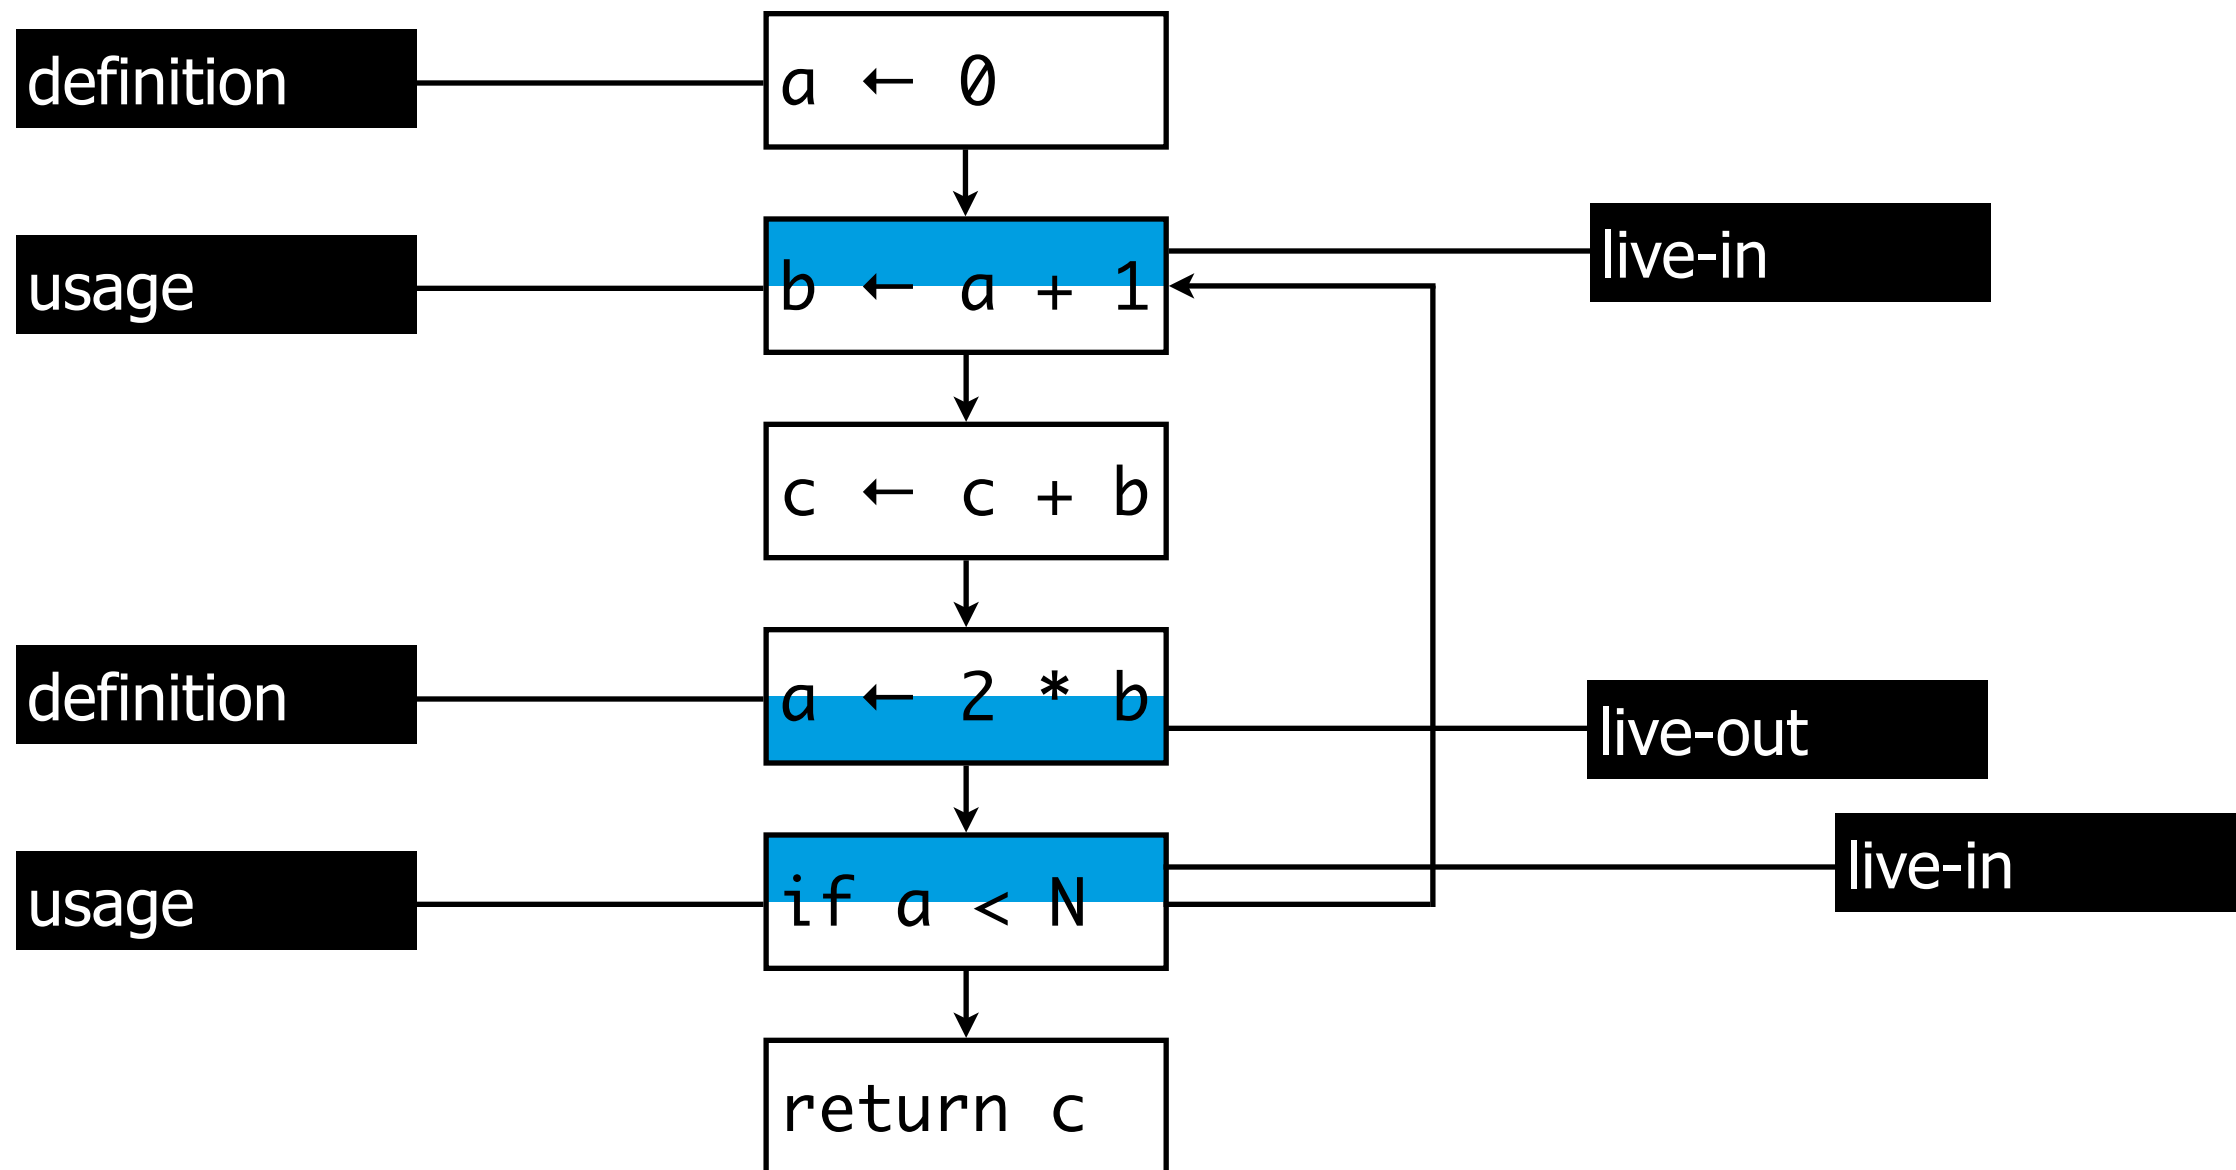 definition
a ← 0
usage
b ← a + 1
live-in
c ← c + b
definition
a ← 2 * b
live-out
usage
if a < N
live-in
return c